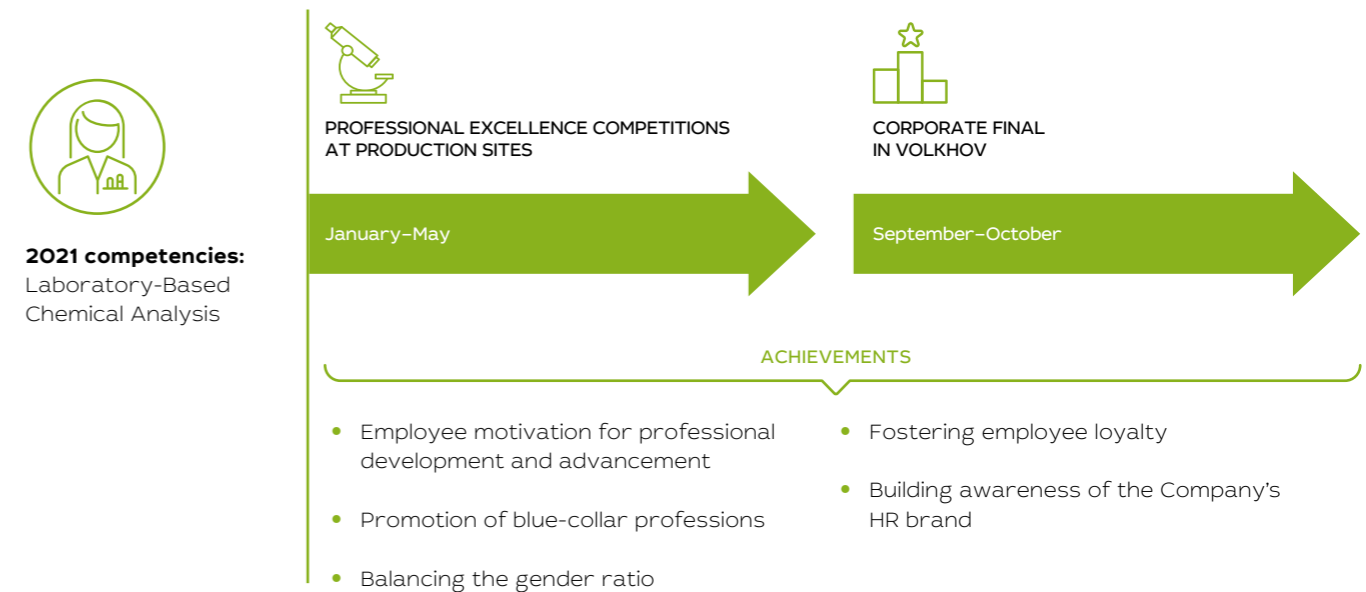 2021 competencies:
Laboratory-Based
Chemical Analysis
PROFESSIONAL EXCELLENCE COMPETITIONS
AT PRODUCTION SITES
January–May
CORPORATE FINAL
IN VOLKHOV
September–October
ACHIEVEMENTS
• Employee motivation for professional
development and advancement
• Promotion of blue-collar professions
• Balancing the gender ratio
• Fostering employee loyalty
• Building awareness of the Company’s
HR brand